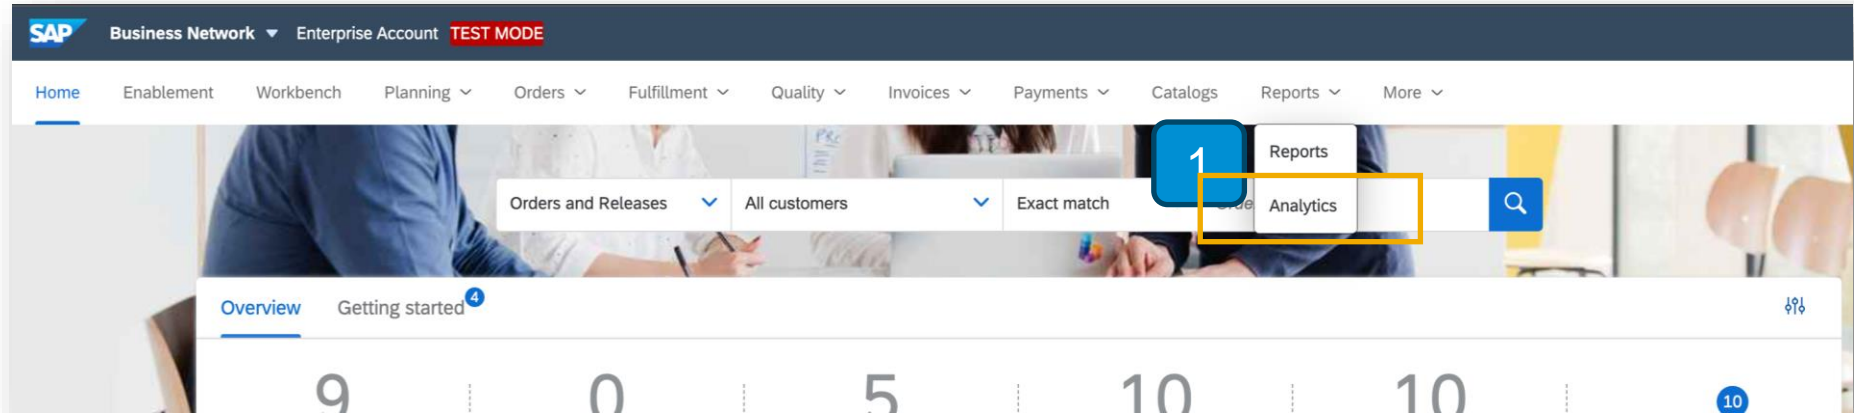 SAP Business Network Enterprise Account TEST MODE
Home Enablement Workbench Planning Orders Fulfillment Quality Invoices Payments Catalogs Reports More
1 Reports
Orders and Releases All customers Exact match Analytics
Overview Getting started 4
9 0 5 10 10 10